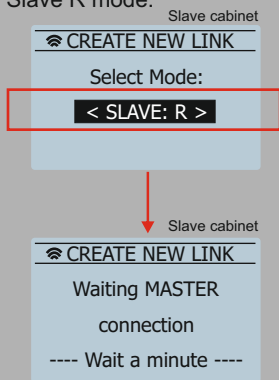 Slave R mode:
Slave cabinet
CREATE NEW LINK
Select Mode:
< SLAVE: R >
Slave cabinet
CREATE NEW LINK
Waiting MASTER
connection
---- Wait a minute ----